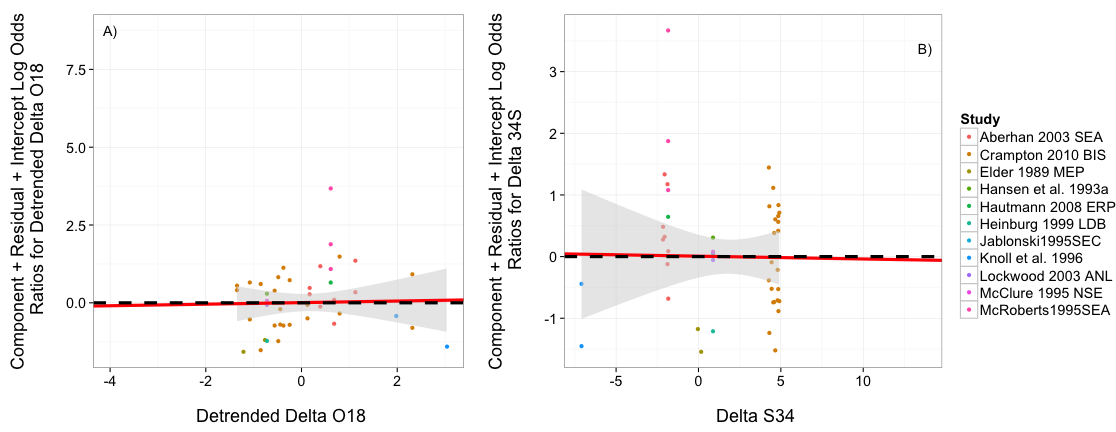 Component + Residual + Intercept Log Odds
Ratios for Detrended Delta O18
A)
7.5
5.0
2.5
0.0
-4
-2
0
2
Detrended Delta O18
Component + Residual + Intercept Log Odds
Ratios for Delta 34S
B)
3
2
1
0
-1
-5
0
5
10
Delta S34
Study
Aberhan 2003 SEA
Crampton 2010 BIS
Elder 1989 MEP
Hansen et al. 1993a
Hautmann 2008 ERP
Heinburg 1999 LDB
Jablonski1995SEC
Knoll et al. 1996
Lockwood 2003 ANL
McClure 1995 NSE
McRoberts1995SEA